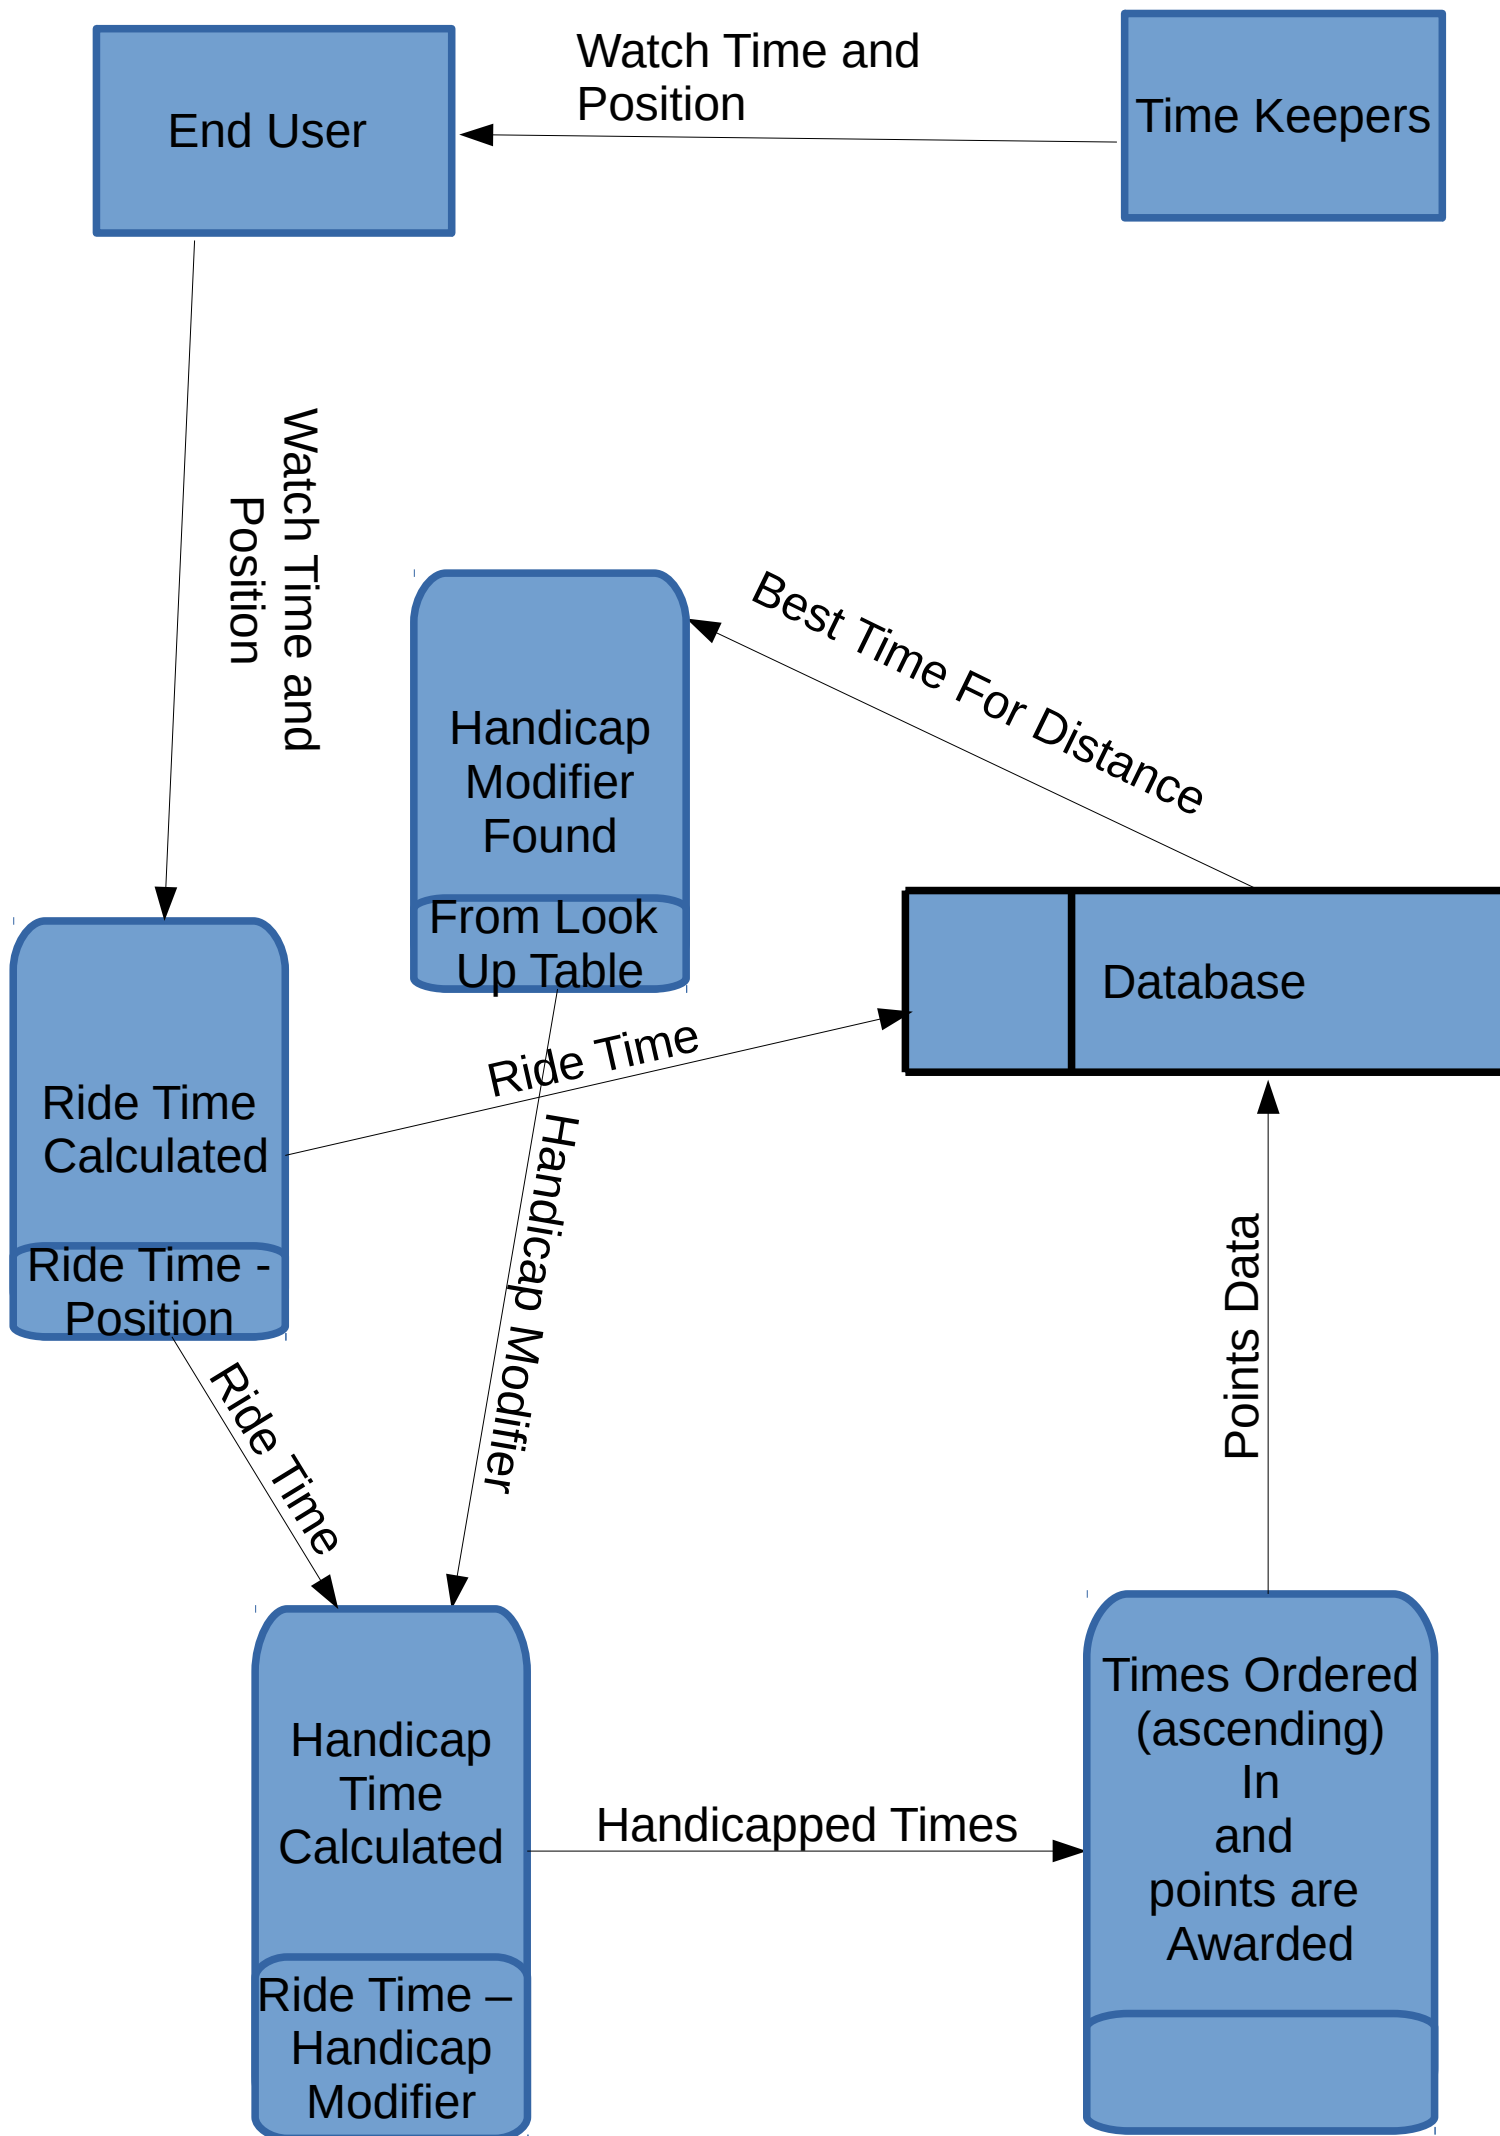 End User
Watch Time and
Position
Time Keepers
Watch Time and
Position
Handicap
Modifier
Found
From Look
Up Table
Best Time For Distance
Database
Ride Time
Calculated
Ride Time -
Position
Ride Time
Handicap Modifier
Ride Time
Points Data
Handicap
Time
Calculated
Ride Time –
Handicap
Modifier
Handicapped Times
Times Ordered
(ascending)
In
and
points are
Awarded